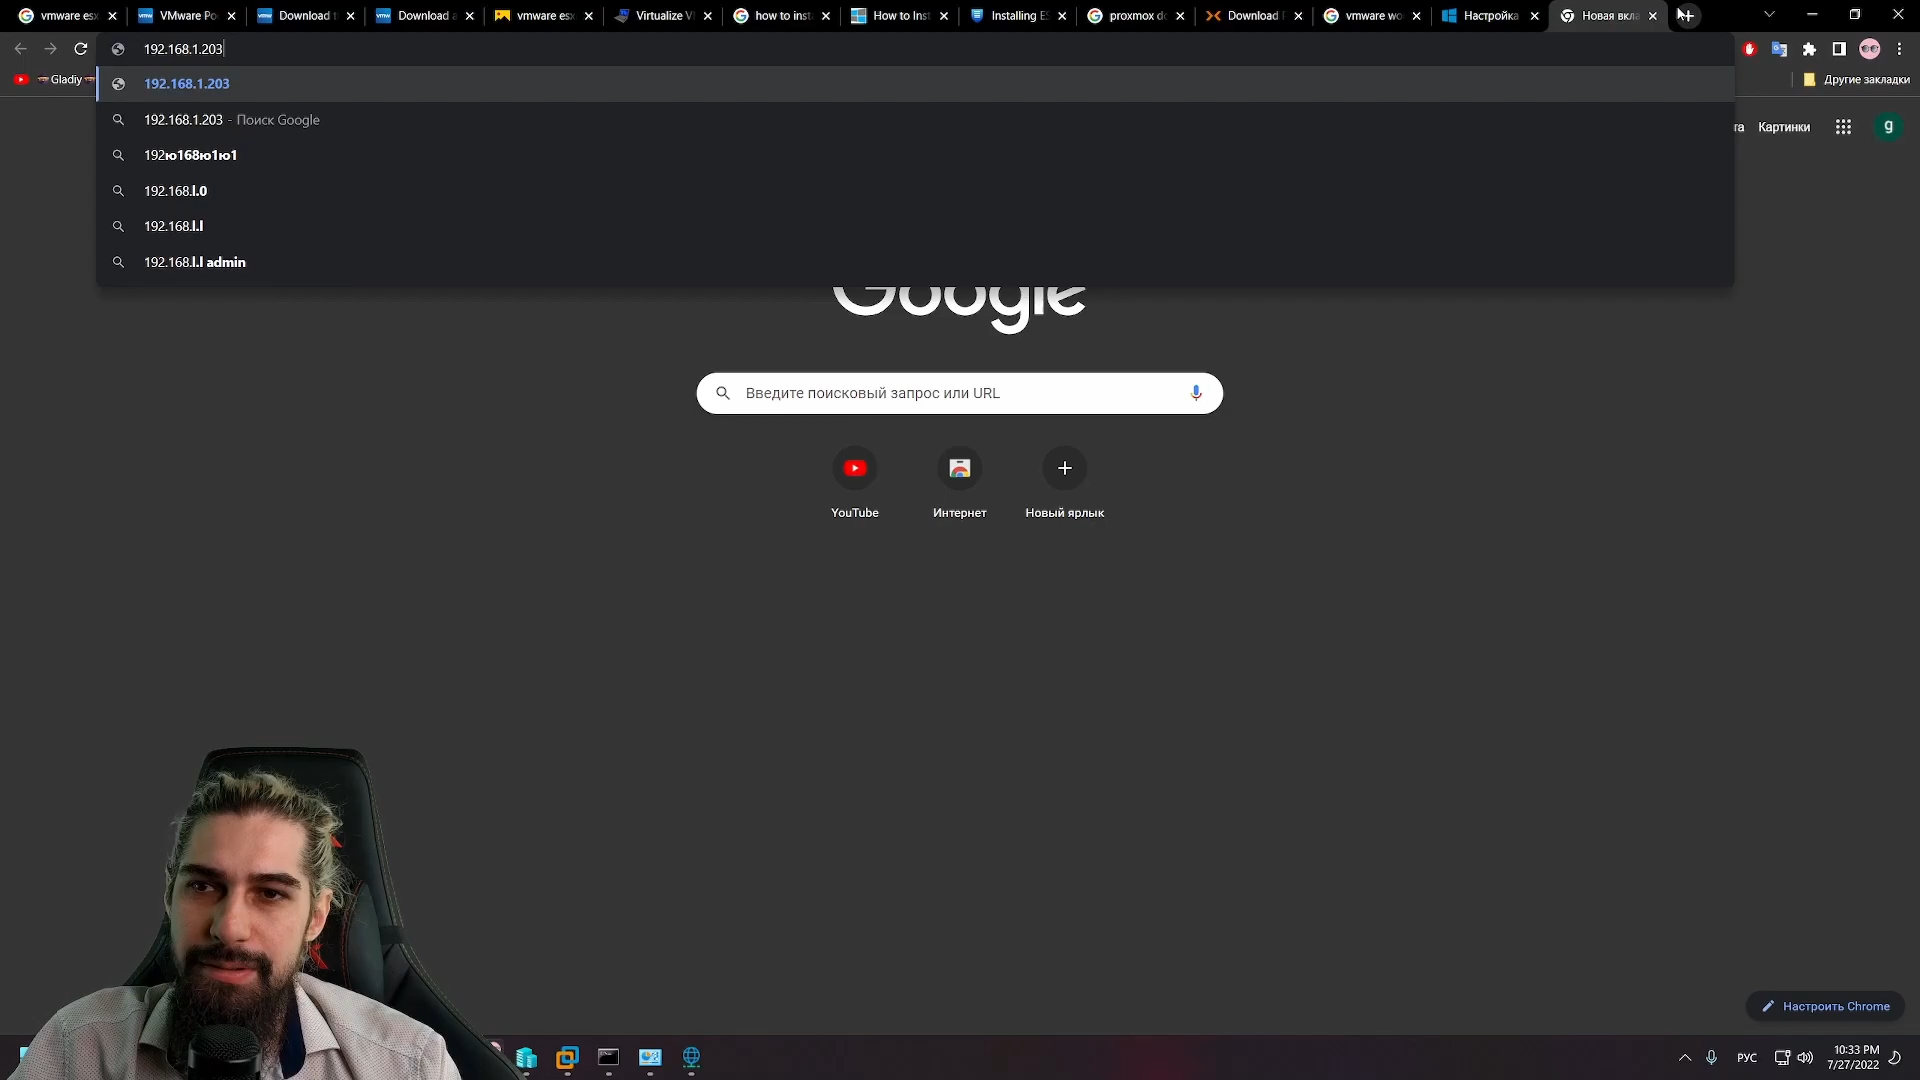 vmware esx
VMware Po
Download t
Download a
vmware esx
Virtualize V
how to inst
How to Inst
Installing ES
proxmox d
Download
vmware wo
Настройка
Новая вкла
192.168.1.203
Gladiy
Другие закладки
192.168.1.203
192.168.1.203 - Поиск Google
192ю168ю1ю1
192.168.l.0
192.168.l.l
192.168.l.l admin
Картинки
g
Google
Введите поисковый запрос или URL
YouTube
Интернет
Новый ярлык
Настроить Chrome
РУС
10:33 PM
7/27/2022